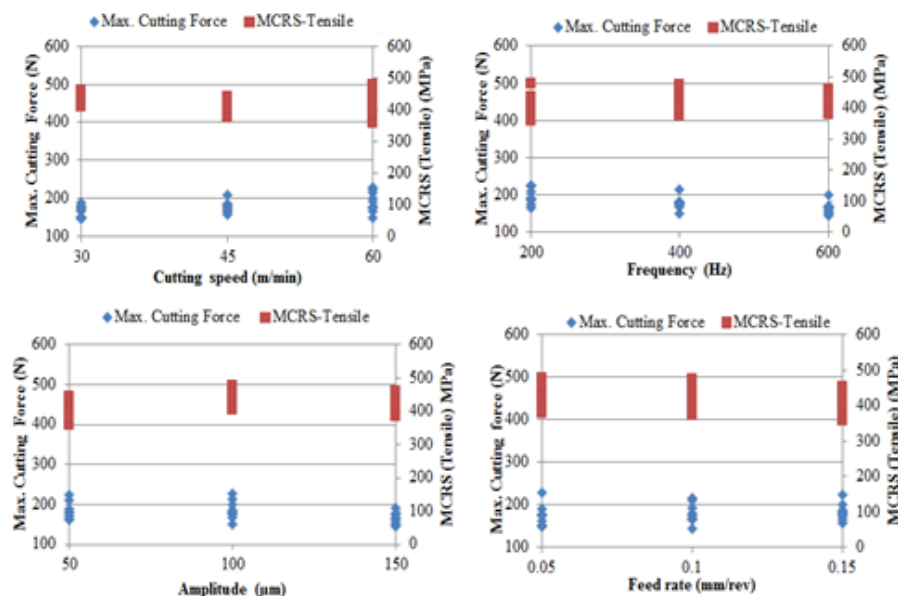 Max. Cutting Force MCRS-Tensile
Max. Cutting Force (N)
600
500
400
300
200
100
600
500
400
300
200
100
0
MCRS (Tensile) (MPa)
30 45 60
Cutting speed (m/min)
Max. Cutting Force MCRS-Tensile
Max. Cutting Force (N)
600
500
400
300
200
100
600
500
400
300
200
100
0
MCRS (Tensile) (MPa)
200 400 600
Frequency (Hz)
Max. Cutting Force MCRS-Tensile
Max. Cutting Force (N)
600
500
400
300
200
100
600
500
400
300
200
100
0
MCRS (Tensile) MPa)
50 100 150
Amplitude (µm)
Max. Cutting Force MCRS-Tensile
Max. Cutting force (N)
600
500
400
300
200
100
600
500
400
300
200
100
0
MCRS (Tensile) (MPa)
0.05 0.1 0.15
Feed rate (mm/rev)